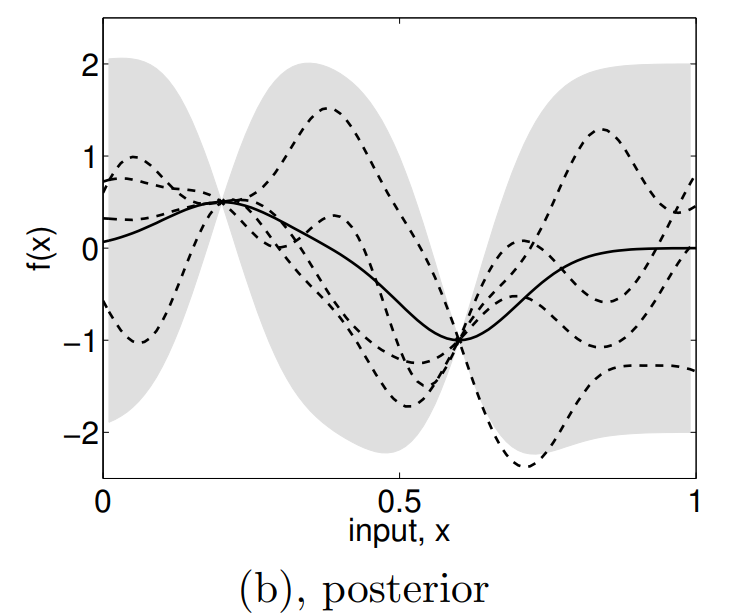 2
1
0
−1
−2
f(x)
0
0.5
1
input, x
(b), posterior